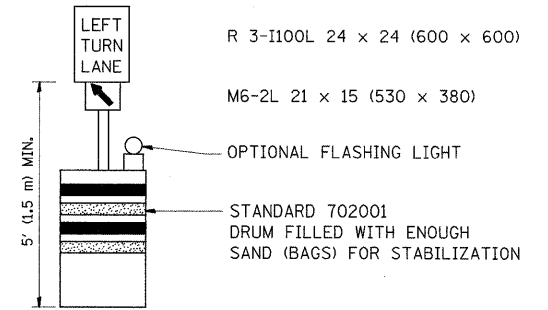 LEFT
TURN
LANE
R 3-I100L 24 x 24 (600 x 600)
M6-2L 21 x 15 (530 x 380)
OPTIONAL FLASHING LIGHT
5' (1.5 m) MIN.
STANDARD 702001
DRUM FILLED WITH ENOUGH
SAND (BAGS) FOR STABILIZATION